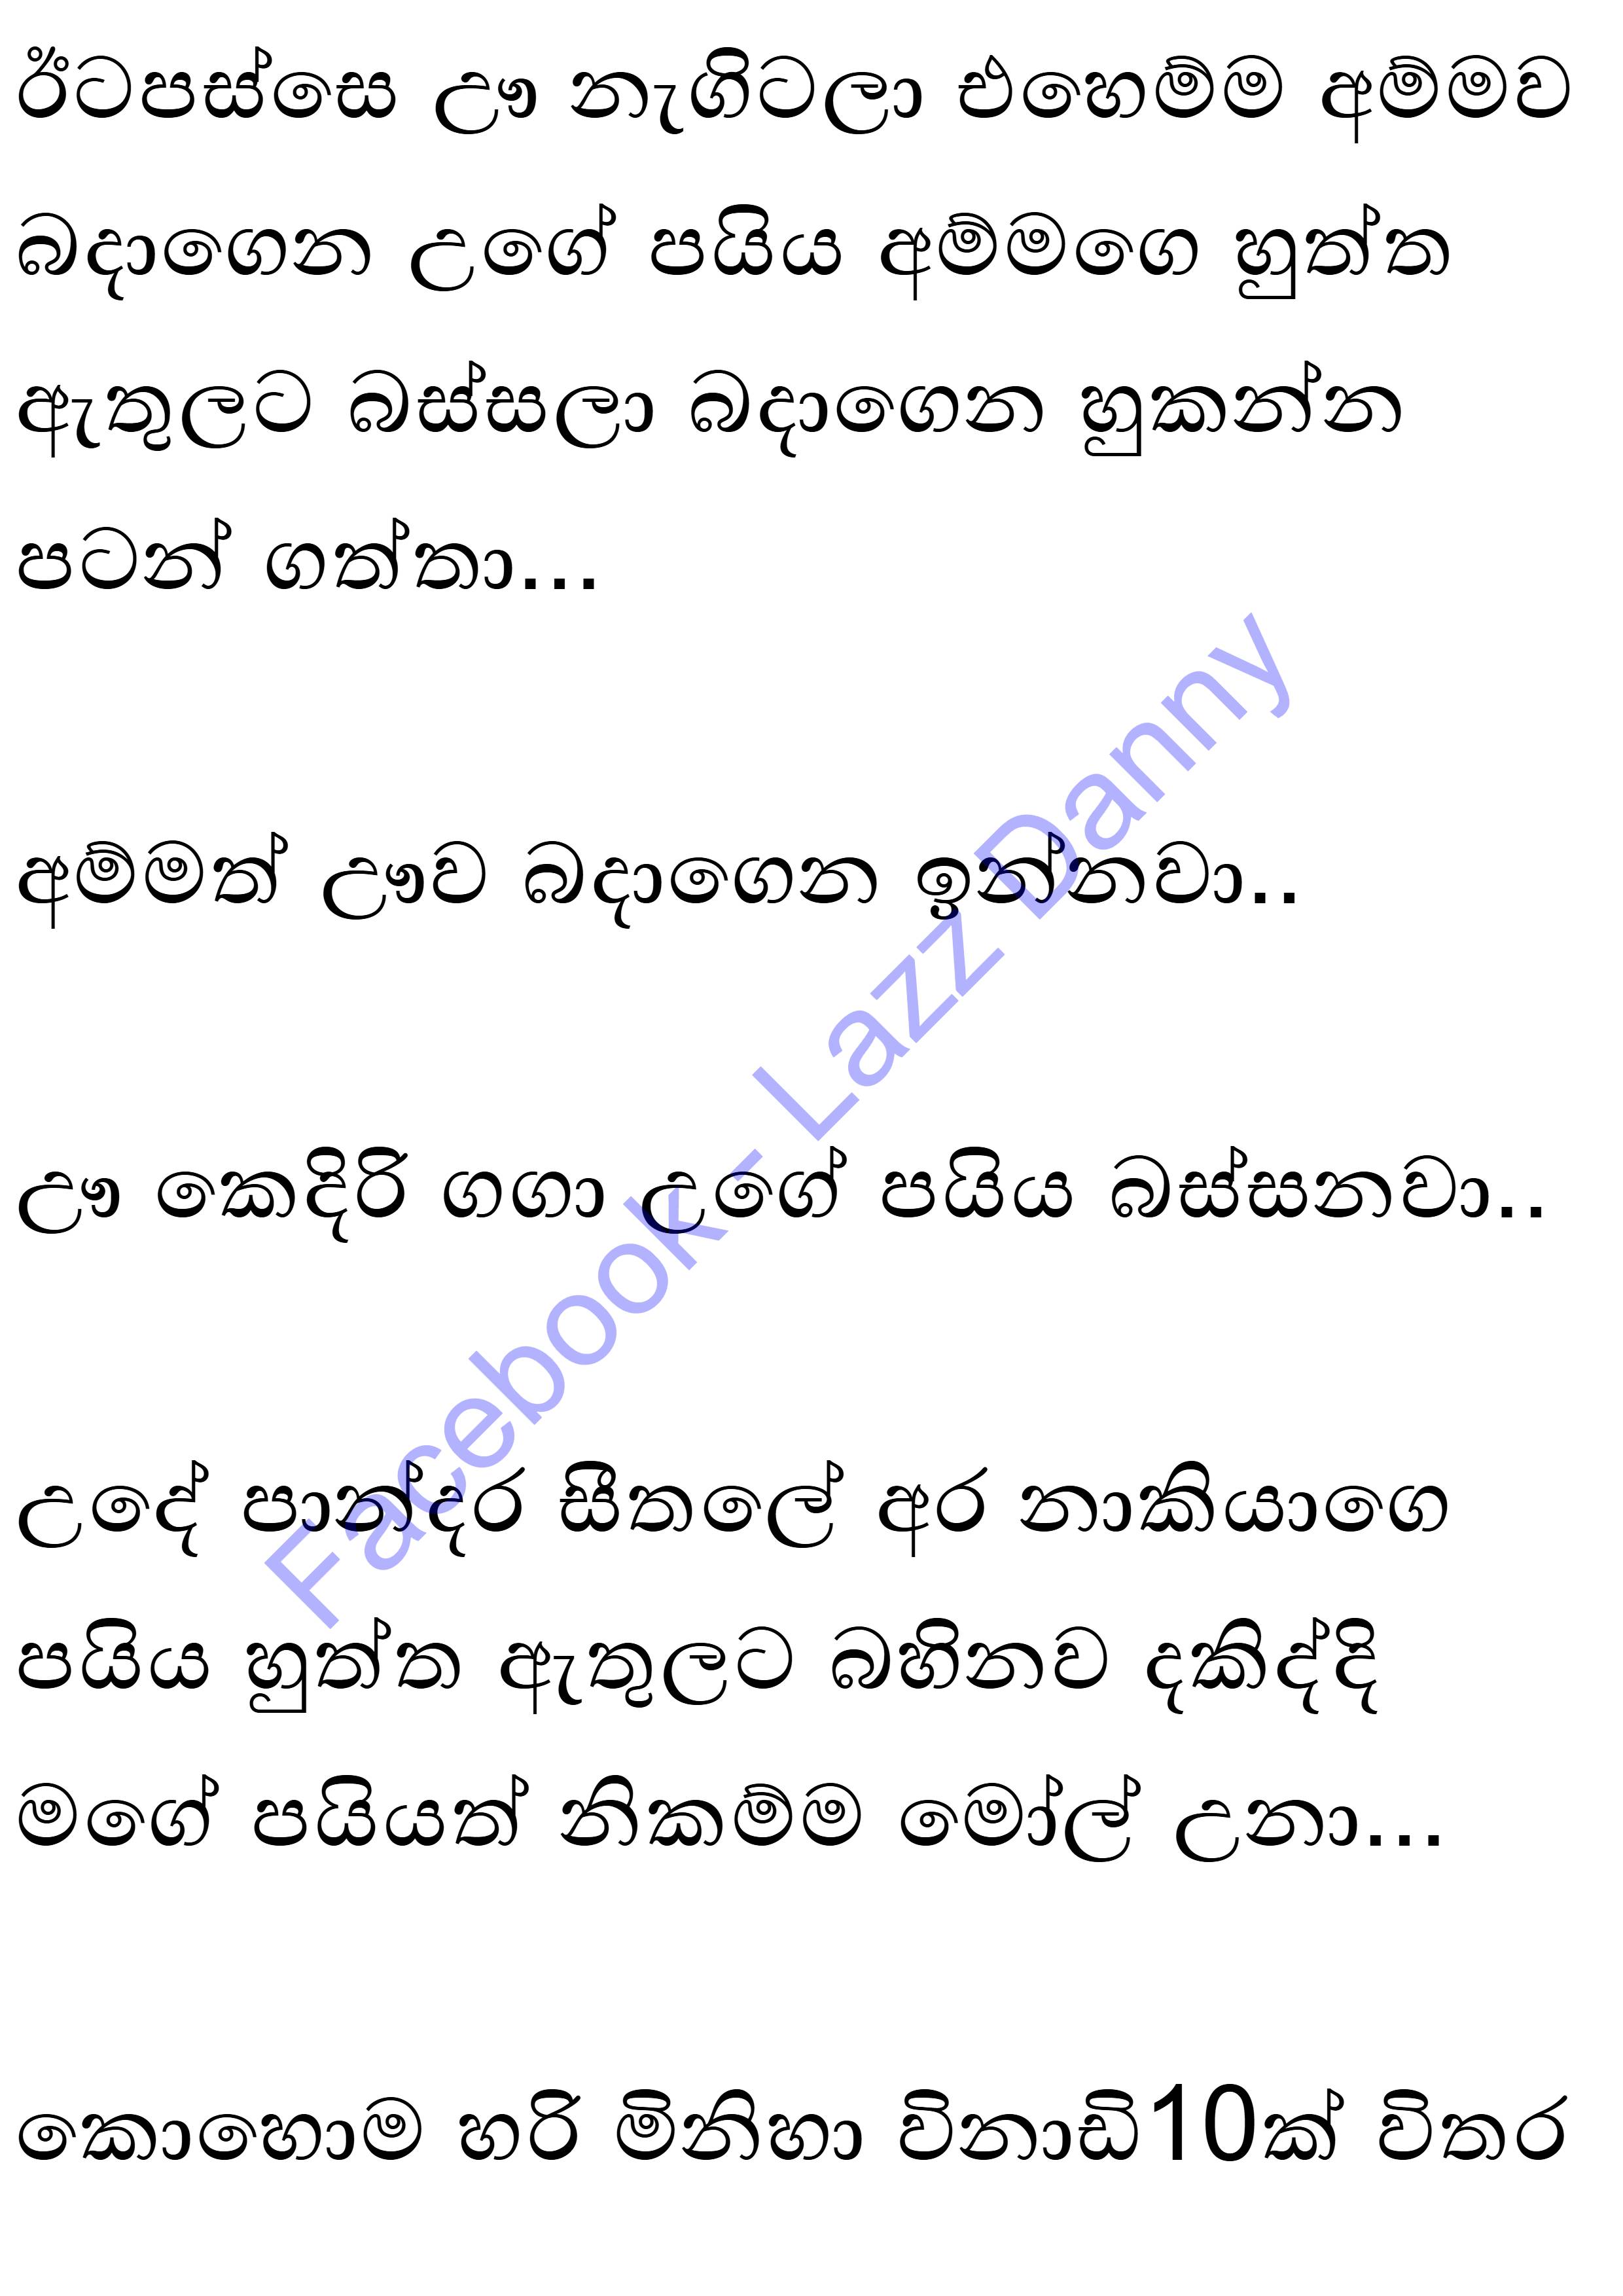 ඊටපස්සෙ ඌ නැගිටලා එහෙම්ම අම්මව
බදාගෙන උගේ පයිය අම්මගෙ හුත්ත
ඇතුලට බස්සලා බදාගෙන හුකන්න
පටන් ගත්තා...
අම්මත් ඌව බදාගෙන ඉන්නවා..
ඌ කෙදිරි ගගා උගේ පයිය බස්සනවා..
උදේ පාන්දර සීතලේ අර නාකියාගෙ
පයිය හුත්ත ඇතුලට බහිනව දකිද්දි
මගේ පයියත් නිකම්ම මෝල් උනා...
කොහොම හරි මිනිහා විනාඩි10ක් විතර
Facebook - Lazz Danny